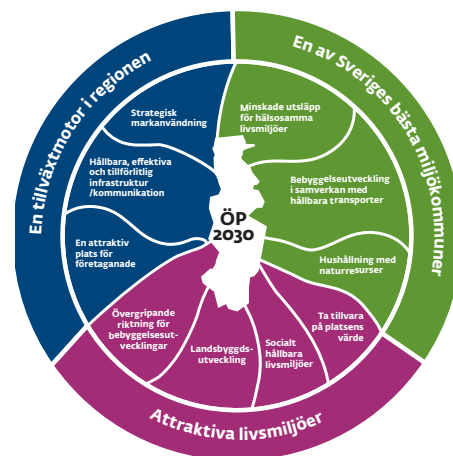 En tillväxtmotor i regionen
En av Sveriges bästa miljökommuner
Strategisk
markanvändning
Minskade utsläpp
för hälsosamma
livsmiljöer
Hållbara, effektiva
och tillförlitlig
infrastruktur
/kommunikation
Bebyggelseutveckling
i samverkan med
hållbara transporter
ÖP
2030
En attraktiv
plats för
företaganade
Hushållning med
naturresurser
Övergripande
riktning för
bebyggelsesut-
vecklingar
Landsbyggds-
utveckling
Socialt
hållbara
livsmiljöer
Ta tillvara
på platsens
värde
Attraktiva livsmiljöer